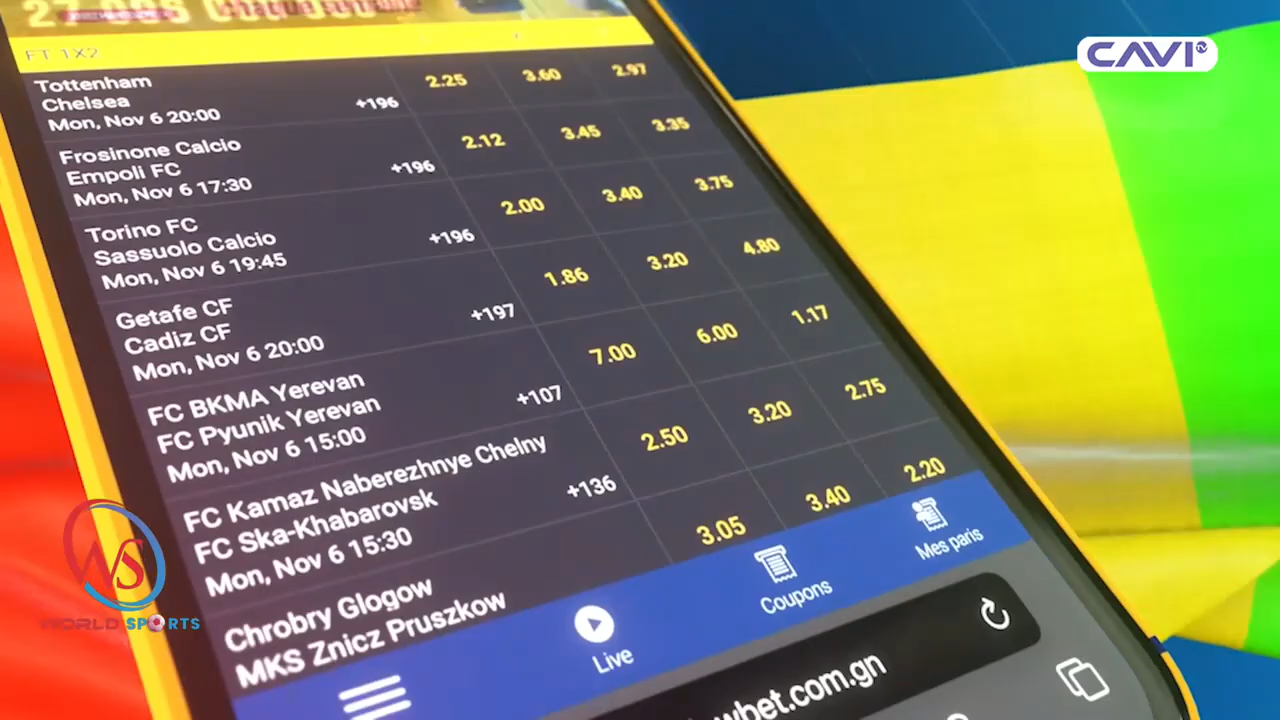 CAVI TV
FT 1X2
Tottenham
Chelsea
Mon, Nov 6 20:00
+196
2.25
3.60
2.97
Frosinone Calcio
Empoli FC
Mon, Nov 6 17:30
+196
2.12
3.45
3.35
Torino FC
Sassuolo Calcio
Mon, Nov 6 19:45
+196
2.00
3.40
3.75
Getafe CF
Cadiz CF
Mon, Nov 6 20:00
+197
1.86
3.20
4.80
FC BKMA Yerevan
FC Pyunik Yerevan
Mon, Nov 6 15:00
+107
7.00
6.00
1.17
FC Kamaz Naberezhnye Chelny
FC Ska-Khabarovsk
Mon, Nov 6 15:30
+136
2.50
3.20
2.75
Chrobry Glogow
MKS Znicz Pruszkow
3.05
3.40
2.20
Live
Coupons
Mes paris
WS
WORLD SPORTS